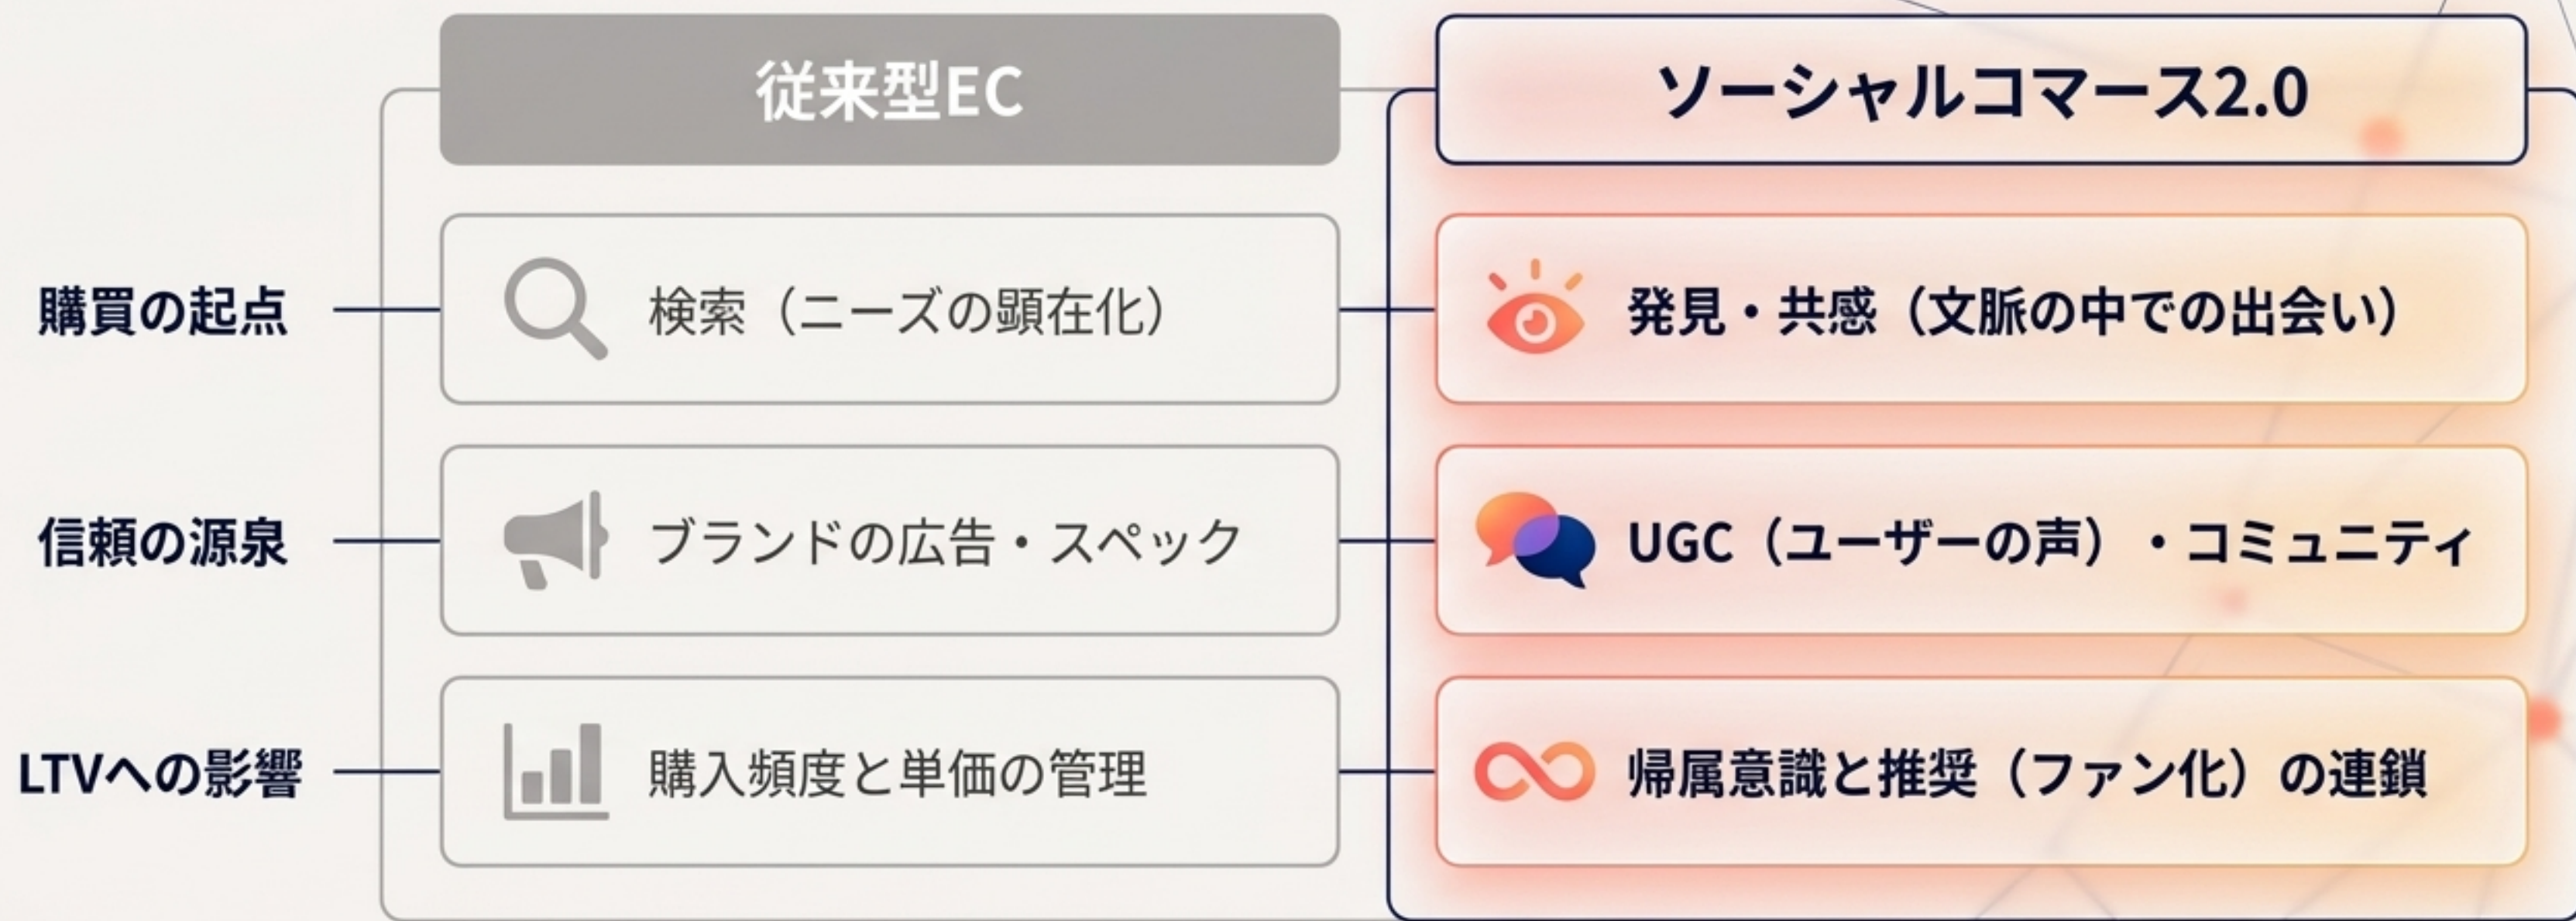 従来型EC
ソーシャルコマース2.0
購買の起点
検索（ニーズの顕在化）
発見・共感（文脈の中での出会い）
信頼の源泉
ブランドの広告・スペック
UGC（ユーザーの声）・コミュニティ
LTVへの影響
購入頻度と単価の管理
帰属意識と推奨（ファン化）の連鎖